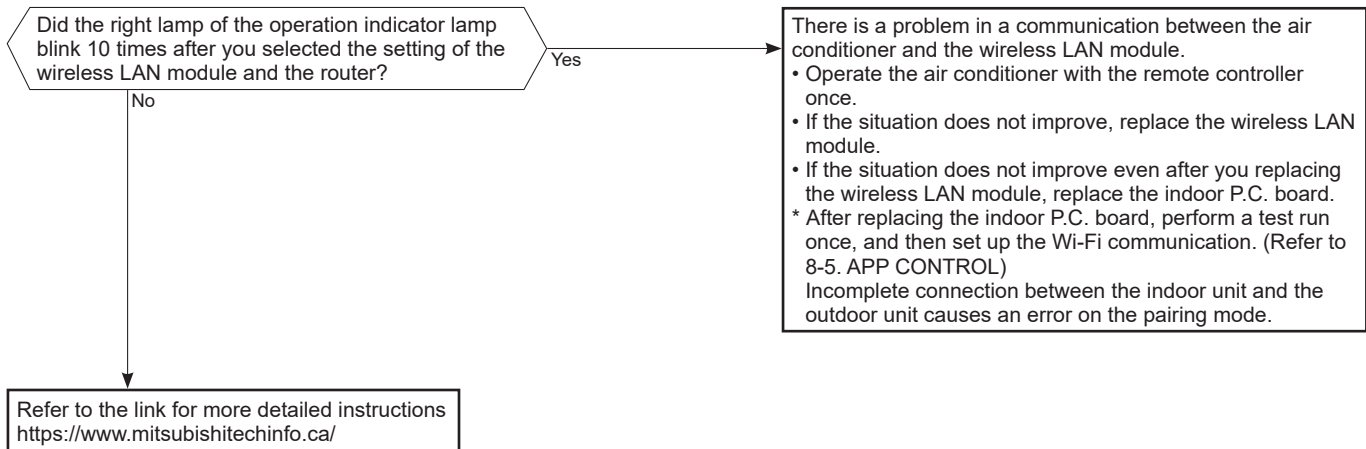 Did the right lamp of the operation indicator lamp
blink 10 times after you selected the setting of the
wireless LAN module and the router?
Yes
No
There is a problem in a communication between the air
conditioner and the wireless LAN module.
• Operate the air conditioner with the remote controller
once.
• If the situation does not improve, replace the wireless LAN
module.
• If the situation does not improve even after you replacing
the wireless LAN module, replace the indoor P.C. board.
* After replacing the indoor P.C. board, perform a test run
once, and then set up the Wi-Fi communication. (Refer to
8-5. APP CONTROL)
Incomplete connection between the indoor unit and the
outdoor unit causes an error on the pairing mode.
Refer to the link for more detailed instructions
https://www.mitsubishitechinfo.ca/